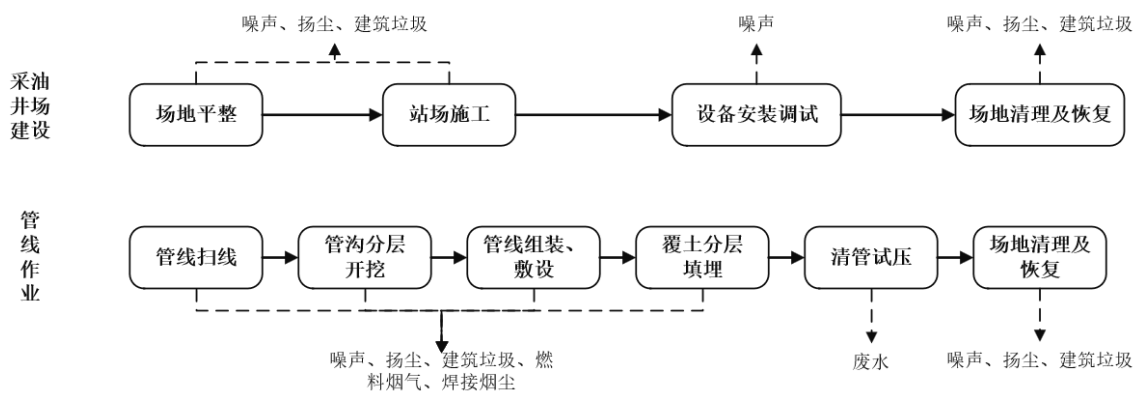 噪声、扬尘、建筑垃圾
噪声
噪声、扬尘、建筑垃圾
采油
井场
建设
场地平整
站场施工
设备安装调试
场地清理及恢复
管
线
作
业
管线扫线
管沟分层
开挖
管线组装、
敷设
覆土分层
填埋
清管试压
场地清理及
恢复
噪声、扬尘、建筑垃圾、燃
料烟气、焊接烟尘
废水
噪声、扬尘、建筑垃圾